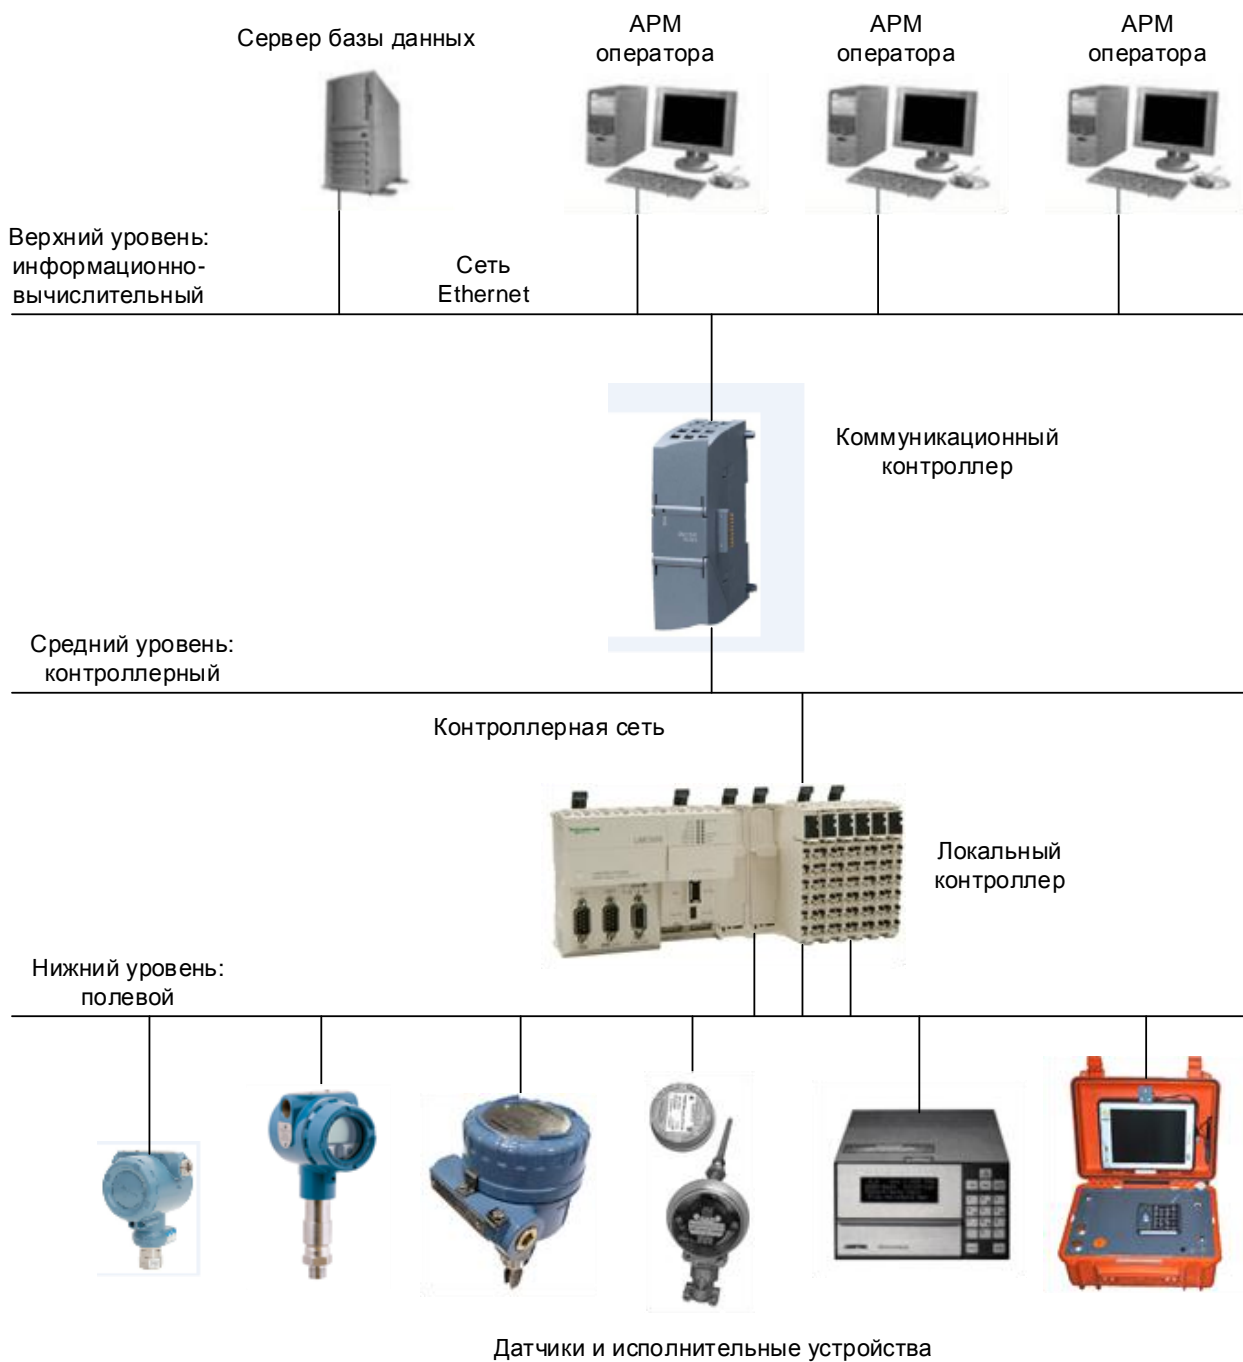 Сервер базы данных
АРМ
оператора
АРМ
оператора
АРМ
оператора
Верхний уровень:
информационно-
вычислительный
Сеть
Ethernet
Коммуникационный
контроллер
Средний уровень:
контроллерный
Контроллерная сеть
Локальный
контроллер
Нижний уровень:
полевой
Датчики и исполнительные устройства